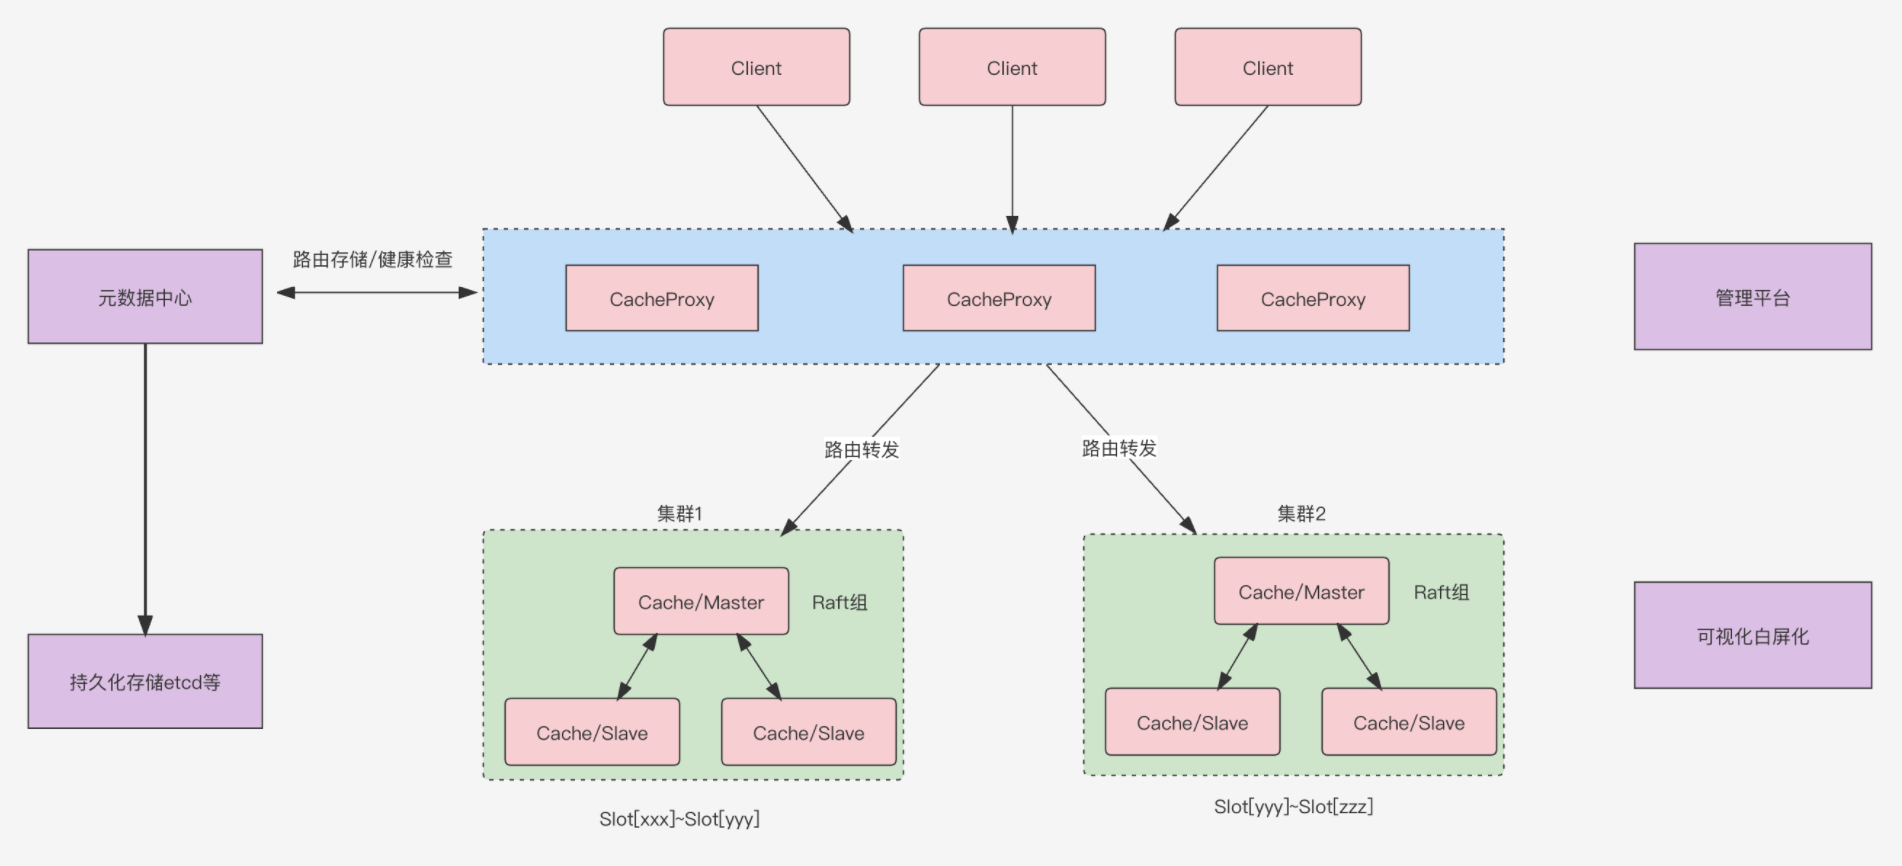 Client
Client
Client
路由存储/健康检查
元数据中心
CacheProxy
CacheProxy
CacheProxy
管理平台
路由转发
路由转发
集群1
集群2
Cache/Master
Raft组
Cache/Master
Raft组
可视化白屏化
持久化存储etcd等
Cache/Slave
Cache/Slave
Cache/Slave
Cache/Slave
Slot[xxx]~Slot[yyy]
Slot[yyy]~Slot[zzz]